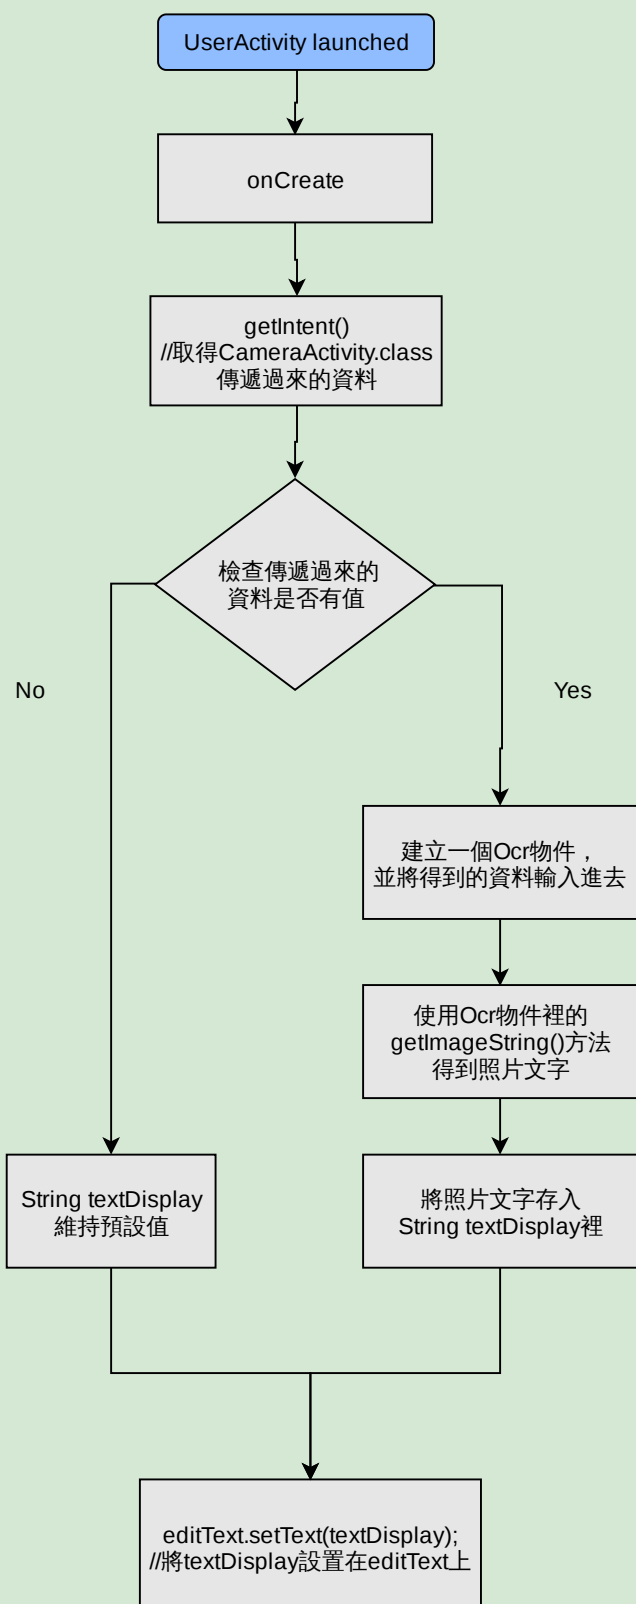 UserActivity launched
onCreate
getIntent()
//取得CameraActivity.class
傳遞過來的資料
檢查傳遞過來的
資料是否有值
No
Yes
建立一個Ocr物件，
並將得到的資料輸入進去
使用Ocr物件裡的
getImageString()方法
得到照片文字
String textDisplay
維持預設值
將照片文字存入
String textDisplay裡
editText.setText(textDisplay);
//將textDisplay設置在editText上